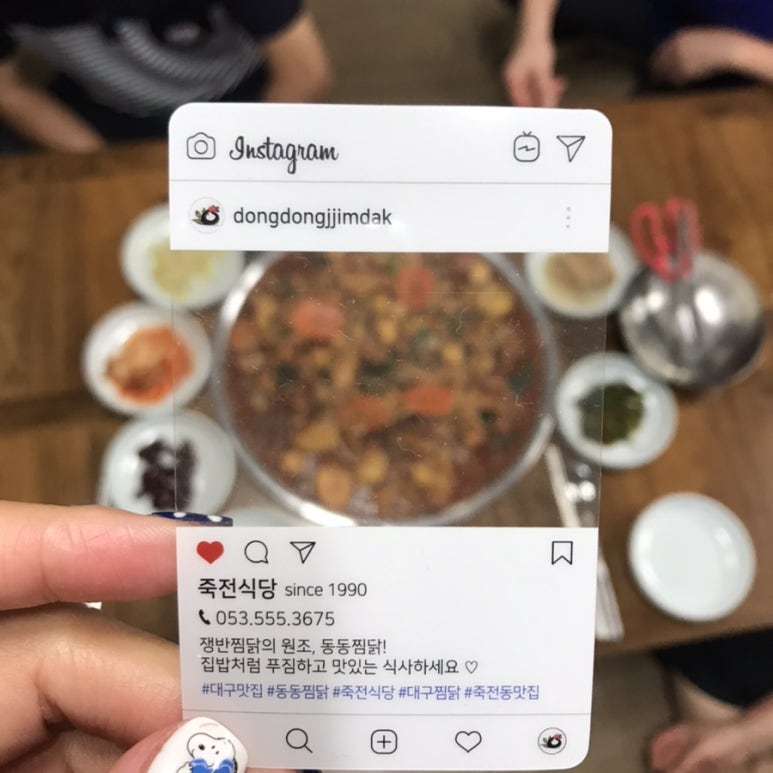 Instagram
dongdongjjimdak
죽전식당 since 1990
053.555.3675
쟁반찜닭의 원조, 동동찜닭!
집밥처럼 푸짐하고 맛있는 식사하세요 ♡
#대구맛집 #동동찜닭 #죽전식당 #대구찜닭 #죽전동맛집